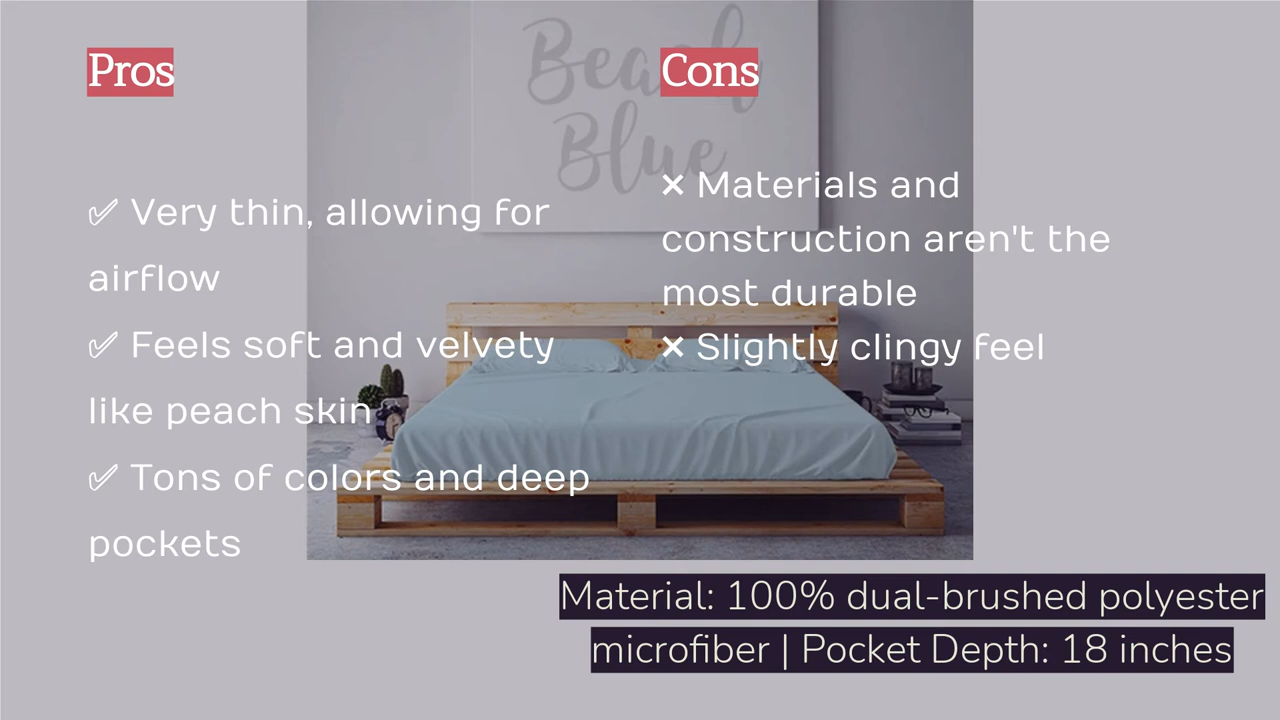 Beach
Blue
Pros
✅ Very thin, allowing for
airflow
✅ Feels soft and velvety
like peach skin
✅ Tons of colors and deep
pockets
Cons
❌ Materials and
construction aren't the
most durable
❌ Slightly clingy feel
Material: 100% dual-brushed polyester
microfiber | Pocket Depth: 18 inches